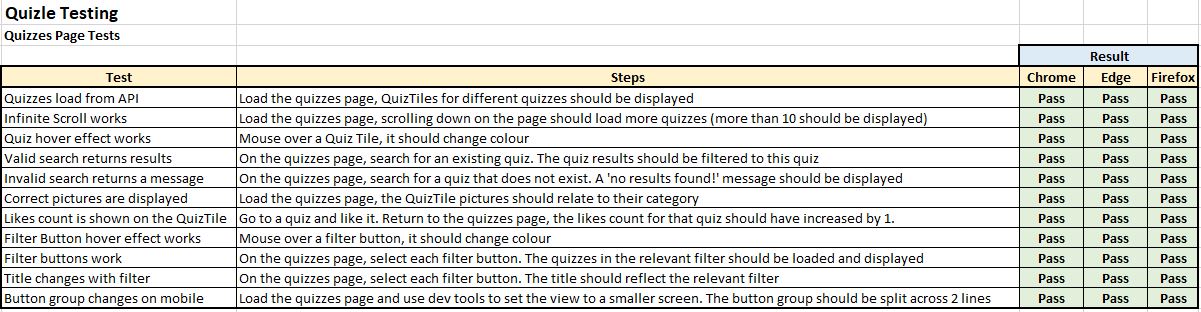 Quizle Testing
Quizzes Page Tests
Result
Test Steps Chrome Edge Firefox
Quizzes load from API Load the quizzes page, QuizTiles for different quizzes should be displayed Pass Pass Pass
Infinite Scroll works Load the quizzes page, scrolling down on the page should load more quizzes (more than 10 should be displayed) Pass Pass Pass
Quiz hover effect works Mouse over a Quiz Tile, it should change colour Pass Pass Pass
Valid search returns results On the quizzes page, search for an existing quiz. The quiz results should be filtered to this quiz Pass Pass Pass
Invalid search returns a message On the quizzes page, search for a quiz that does not exist. A 'no results found!' message should be displayed Pass Pass Pass
Correct pictures are displayed Load the quizzes page, the QuizTile pictures should relate to their category Pass Pass Pass
Likes count is shown on the QuizTile Go to a quiz and like it. Return to the quizzes page, the likes count for that quiz should have increased by 1. Pass Pass Pass
Filter Button hover effect works Mouse over a filter button, it should change colour Pass Pass Pass
Filter buttons work On the quizzes page, select each filter button. The quizzes in the relevant filter should be loaded and displayed Pass Pass Pass
Title changes with filter On the quizzes page, select each filter button. The title should reflect the relevant filter Pass Pass Pass
Button group changes on mobile Load the quizzes page and use dev tools to set the view to a smaller screen. The button group should be split across 2 lines Pass Pass Pass